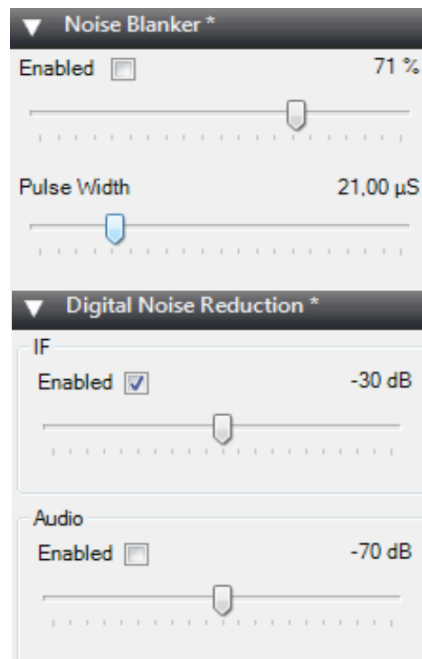 Noise Blanker *
Enabled 71 %
Pulse Width 21,00 µS
Digital Noise Reduction *
IF
Enabled -30 dB
Audio
Enabled -70 dB